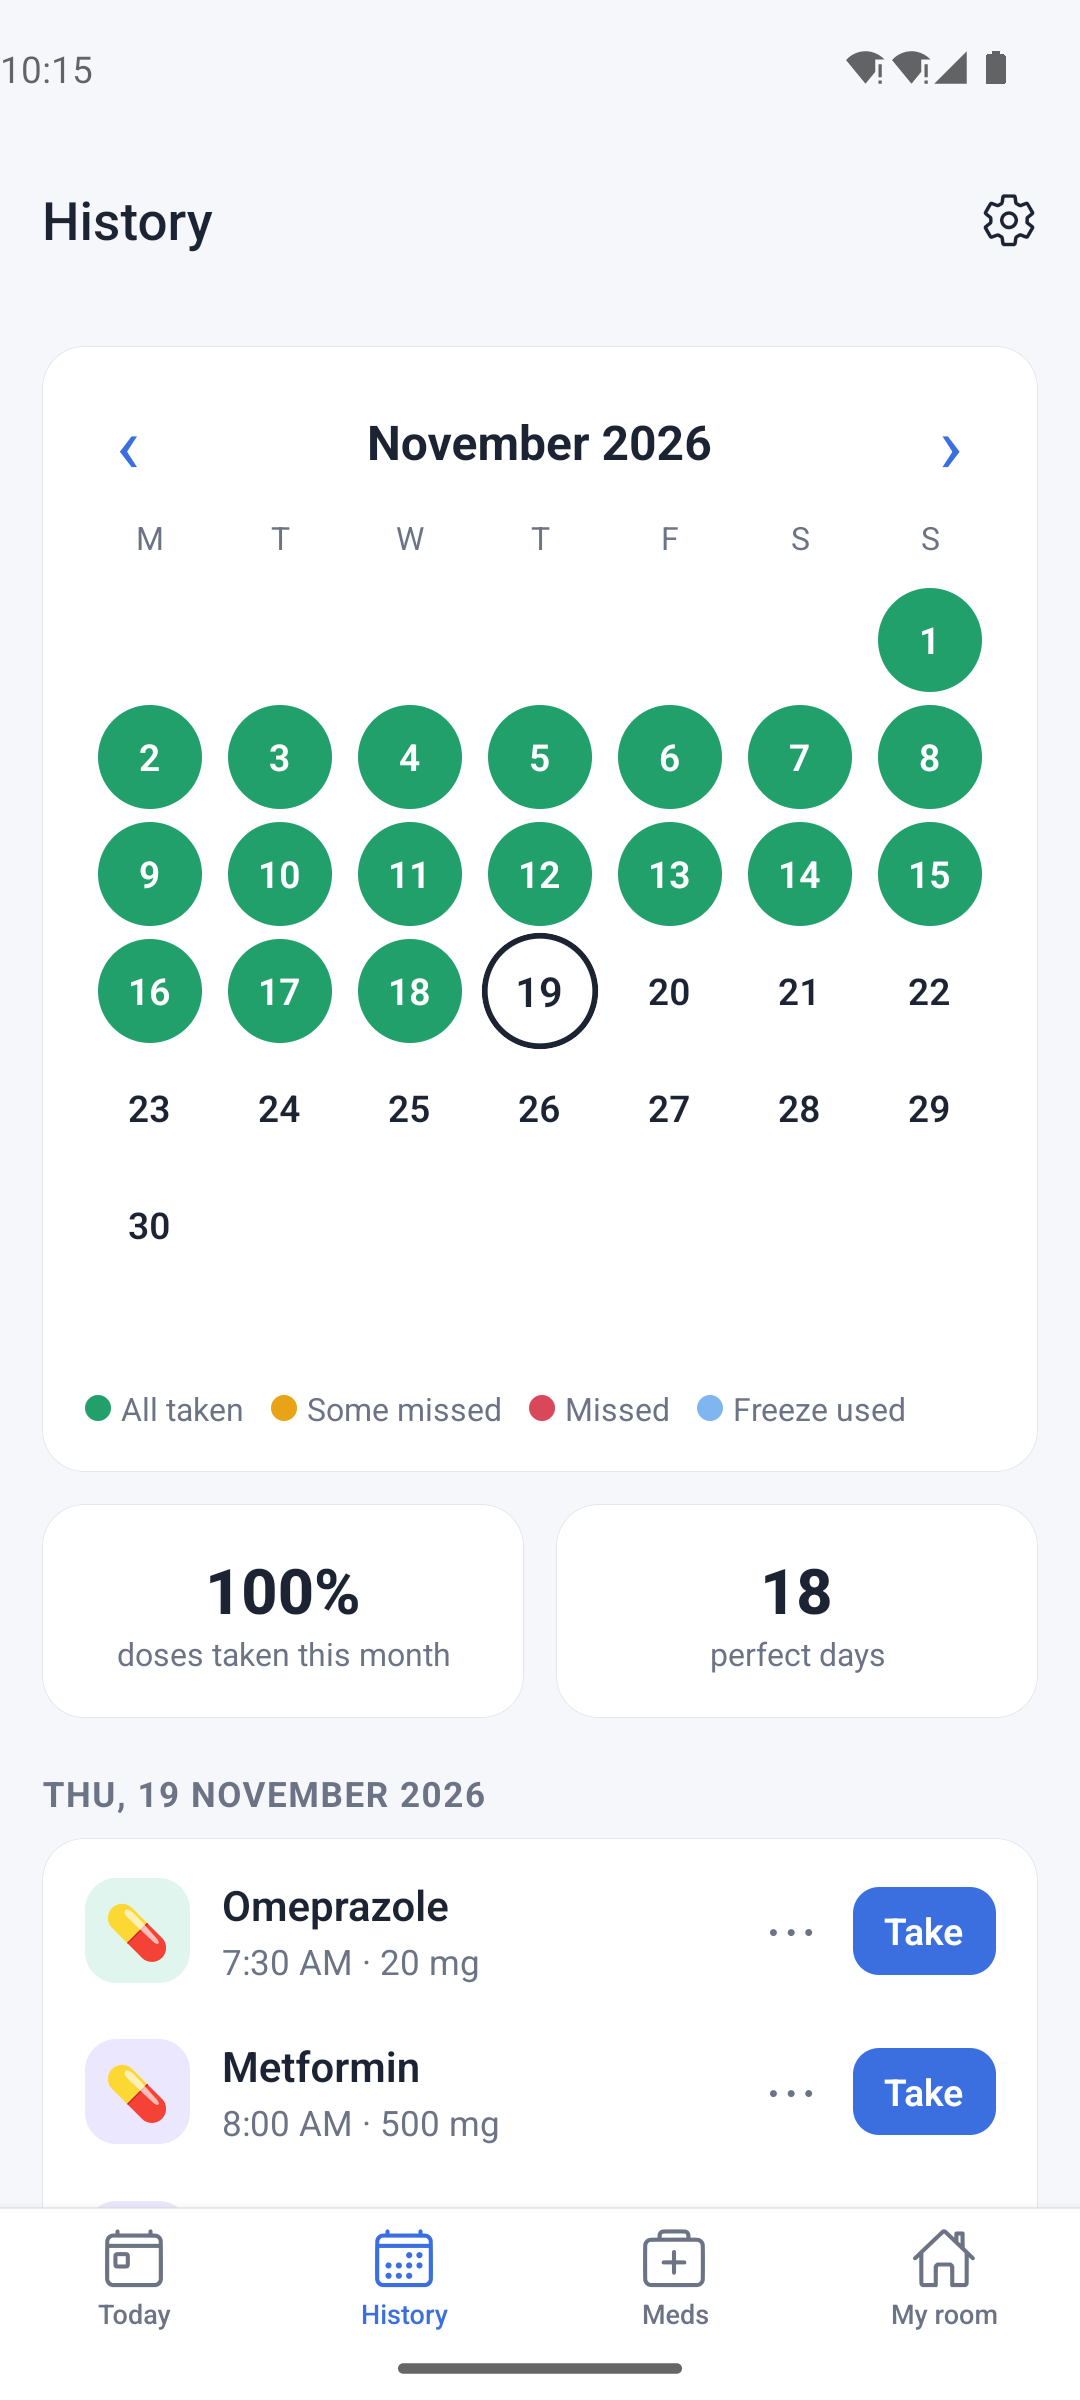 10:15
History
‹ November 2026 ›
M T W T F S S
1
2 3 4 5 6 7 8
9 10 11 12 13 14 15
16 17 18 19 20 21 22
23 24 25 26 27 28 29
30
All taken Some missed Missed Freeze used
100%
doses taken this month
18
perfect days
THU, 19 NOVEMBER 2026
Omeprazole
7:30 AM · 20 mg
Take
Metformin
8:00 AM · 500 mg
Take
Today History Meds My room